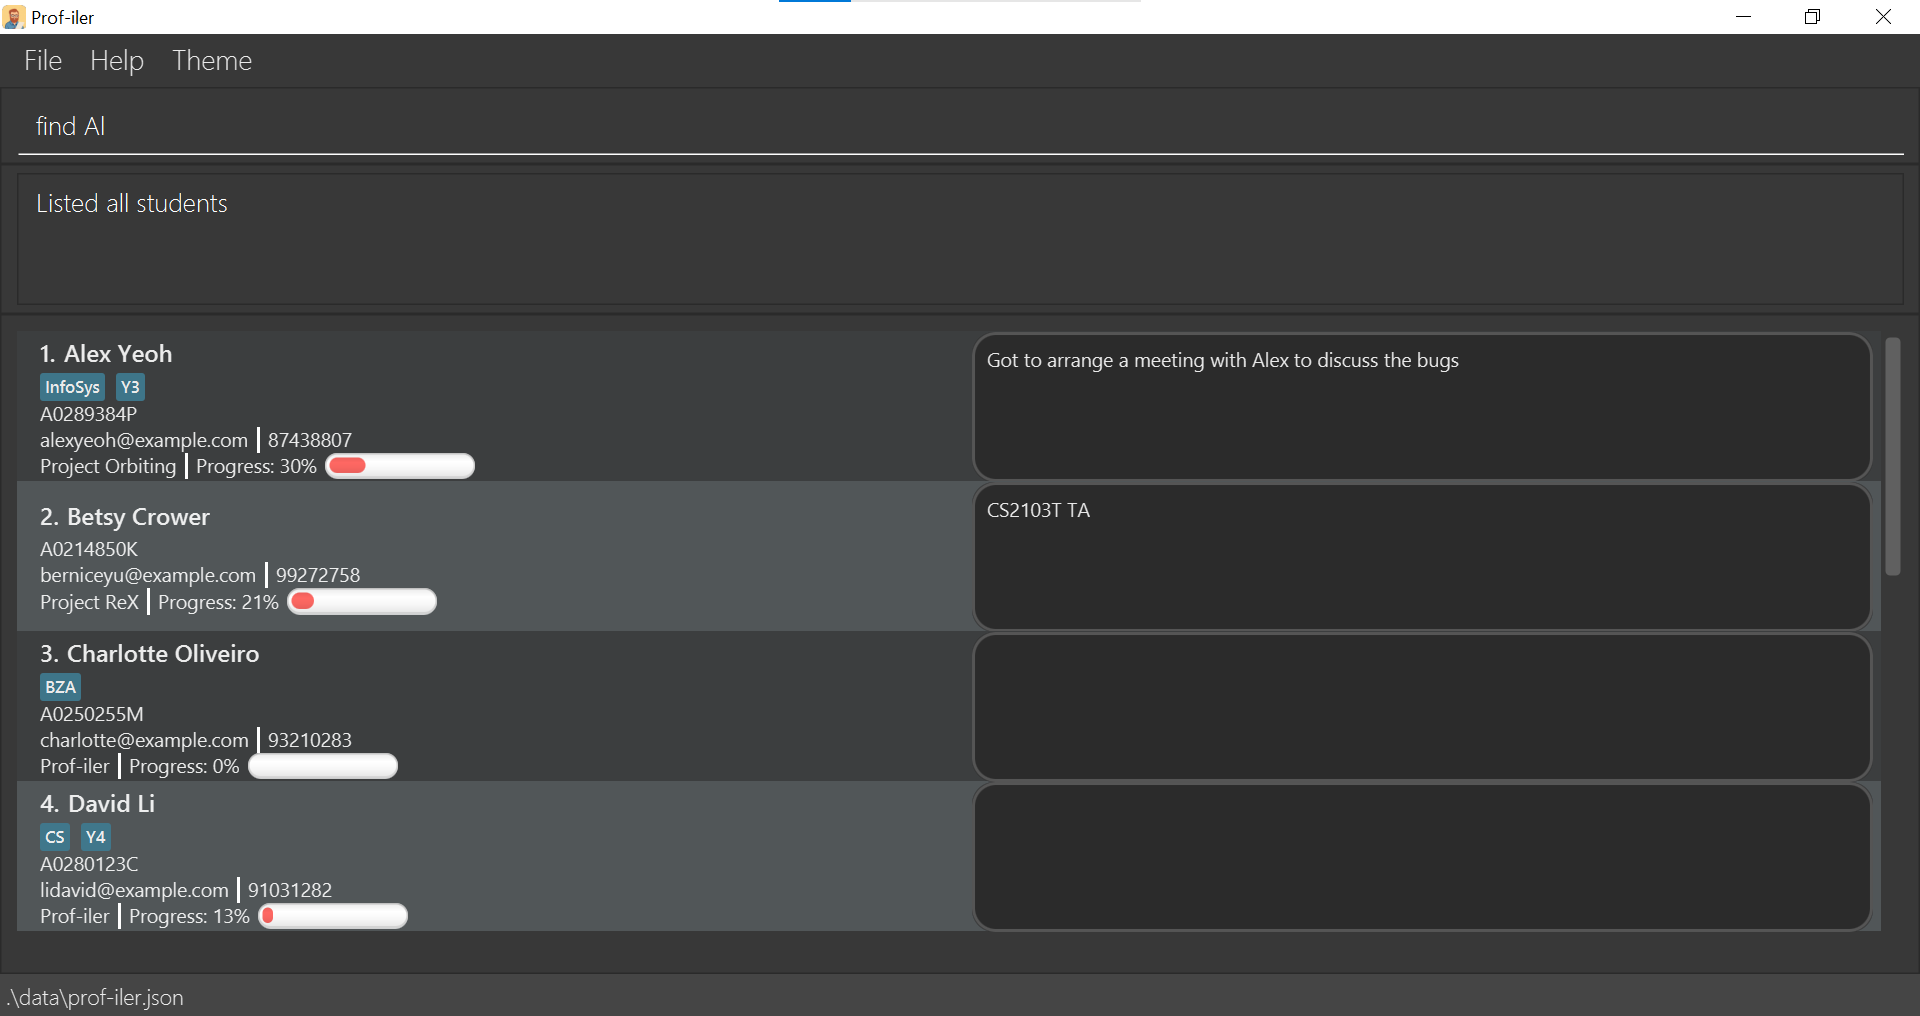 Prof-iler
File Help Theme
find Al
Listed all students
1. Alex Yeoh
InfoSys Y3
A0289384P
alexyeoh@example.com 87438807
Project Orbiting Progress: 30%
Got to arrange a meeting with Alex to discuss the bugs
2. Betsy Crower
A0214850K
berniceyu@example.com 99272758
Project ReX Progress: 21%
CS2103T TA
3. Charlotte Oliveiro
BZA
A0250255M
charlotte@example.com 93210283
Prof-iler Progress: 0%
4. David Li
CS Y4
A0280123C
lidavid@example.com 91031282
Prof-iler Progress: 13%
.\data\prof-iler.json